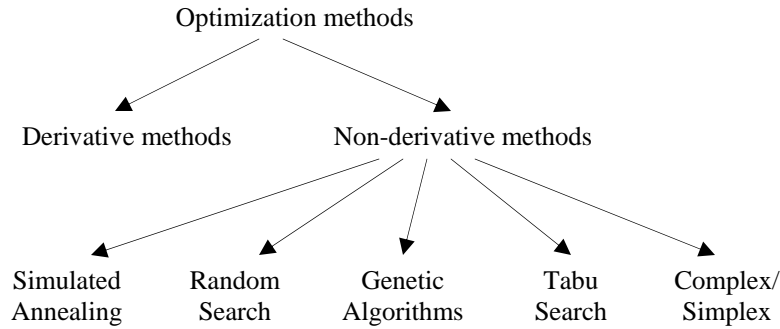 Optimization methods
Derivative methods
Non-derivative methods
Simulated
Annealing
Random
Search
Genetic
Algorithms
Tabu
Search
Complex/
Simplex